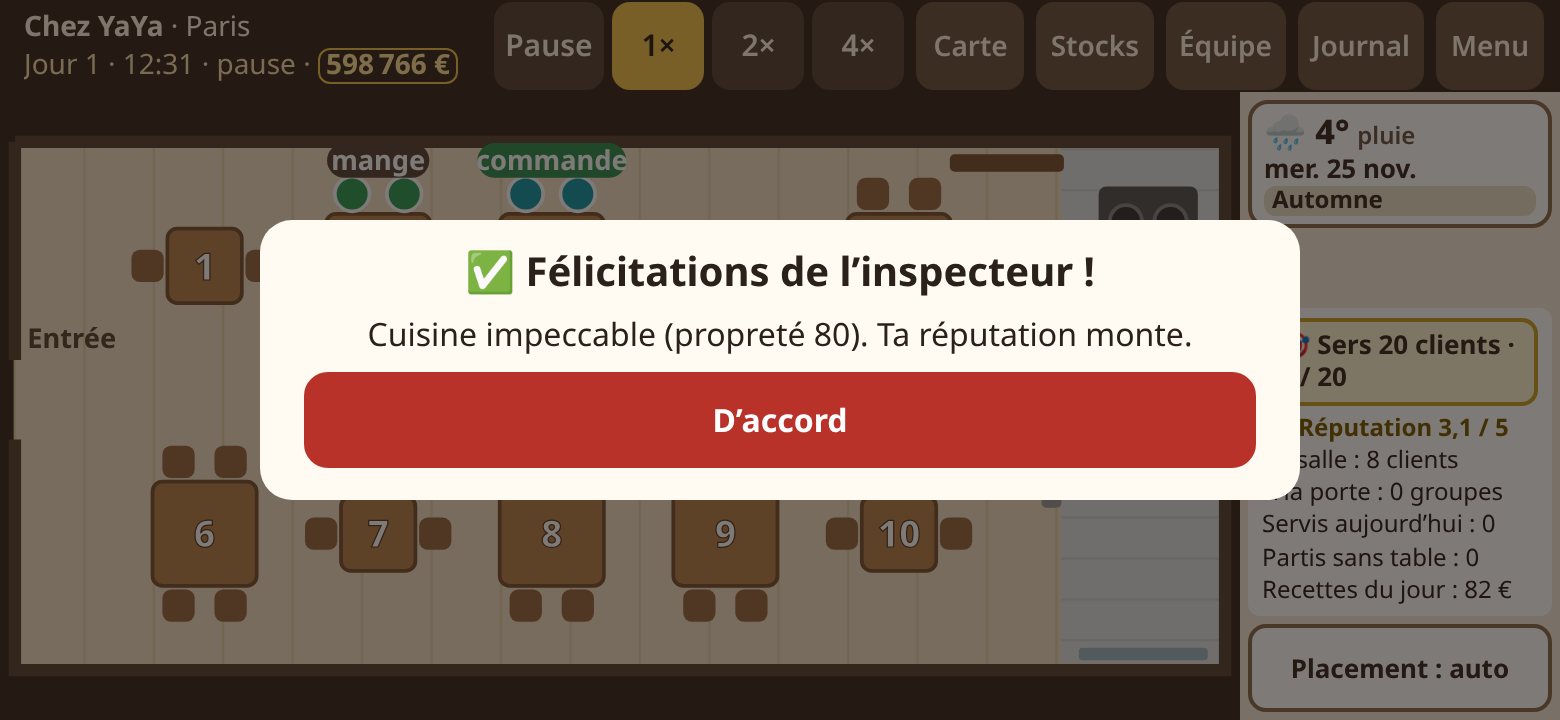 Chez YaYa · Paris
Jour 1 · 12:31 · pause · 598 766 €
Pause
1×
2×
4×
Carte
Stocks
Équipe
Journal
Menu
mange
commande
1
Entrée
6
7
8
9
10
✅ Félicitations de l’inspecteur !
Cuisine impeccable (propreté 80). Ta réputation monte.
D’accord
🌧️ 4° pluie
mer. 25 nov.
Automne
Sers 20 clients ·
/ 20
Réputation 3,1 / 5
salle : 8 clients
la porte : 0 groupes
Servis aujourd’hui : 0
Partis sans table : 0
Recettes du jour : 82 €
Placement : auto